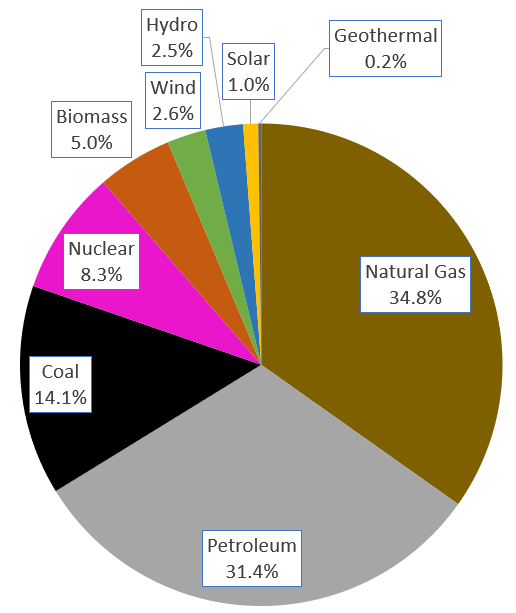 Hydro
2.5%
Geothermal
0.2%
Solar
1.0%
Wind
2.6%
Biomass
5.0%
Nuclear
8.3%
Natural Gas
34.8%
Coal
14.1%
Petroleum
31.4%